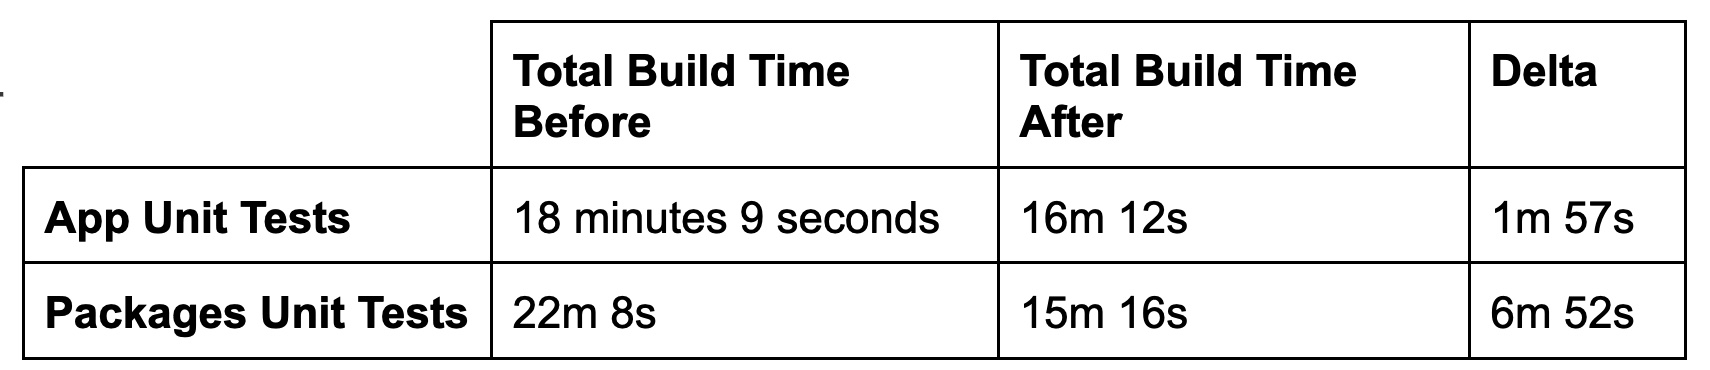 Total Build Time Before
Total Build Time After
Delta
App Unit Tests
18 minutes 9 seconds
16m 12s
1m 57s
Packages Unit Tests
22m 8s
15m 16s
6m 52s